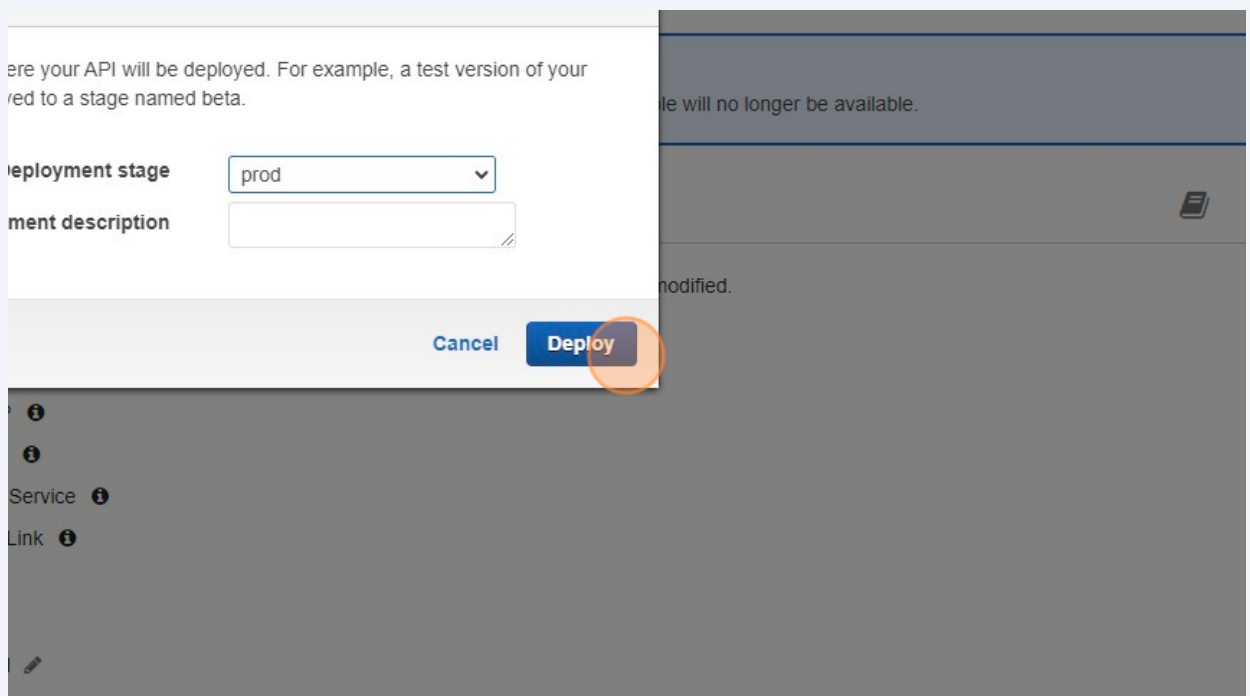 ere your API will be deployed. For example, a test version of your
yed to a stage named beta.
le will no longer be available.
eployment stage
prod
ment description
nodified.
Cancel
Deploy
Service
Link